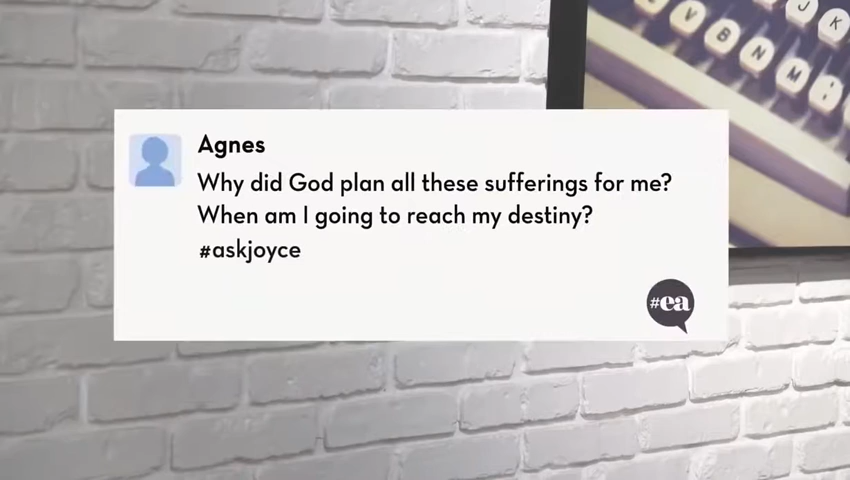 J K
V B N M ;
Agnes
Why did God plan all these sufferings for me?
When am I going to reach my destiny?
#askjoyce
#ea